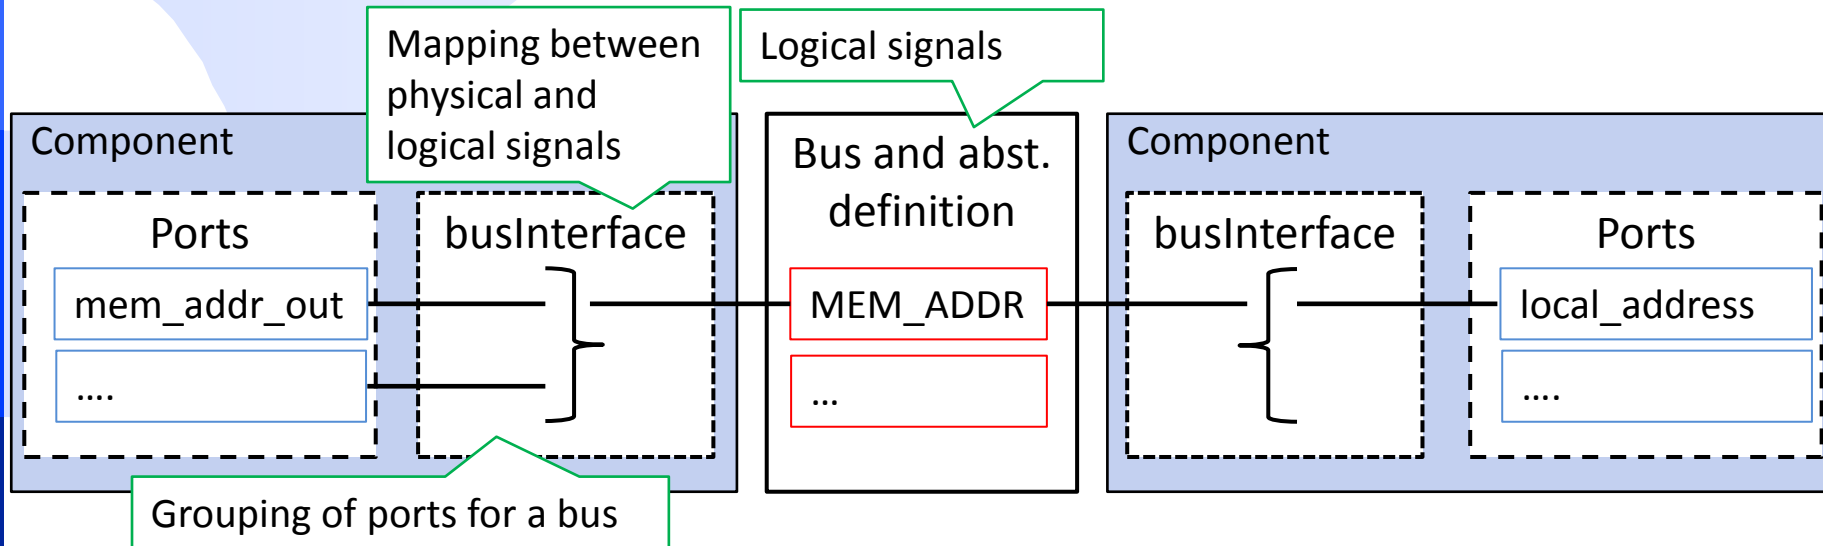 Mapping between
physical and
logical signals
Logical signals
Component
Ports
mem_addr_out
....
busInterface
Grouping of ports for a bus
Bus and abst.
definition
MEM_ADDR
...
Component
busInterface
Ports
local_address
....